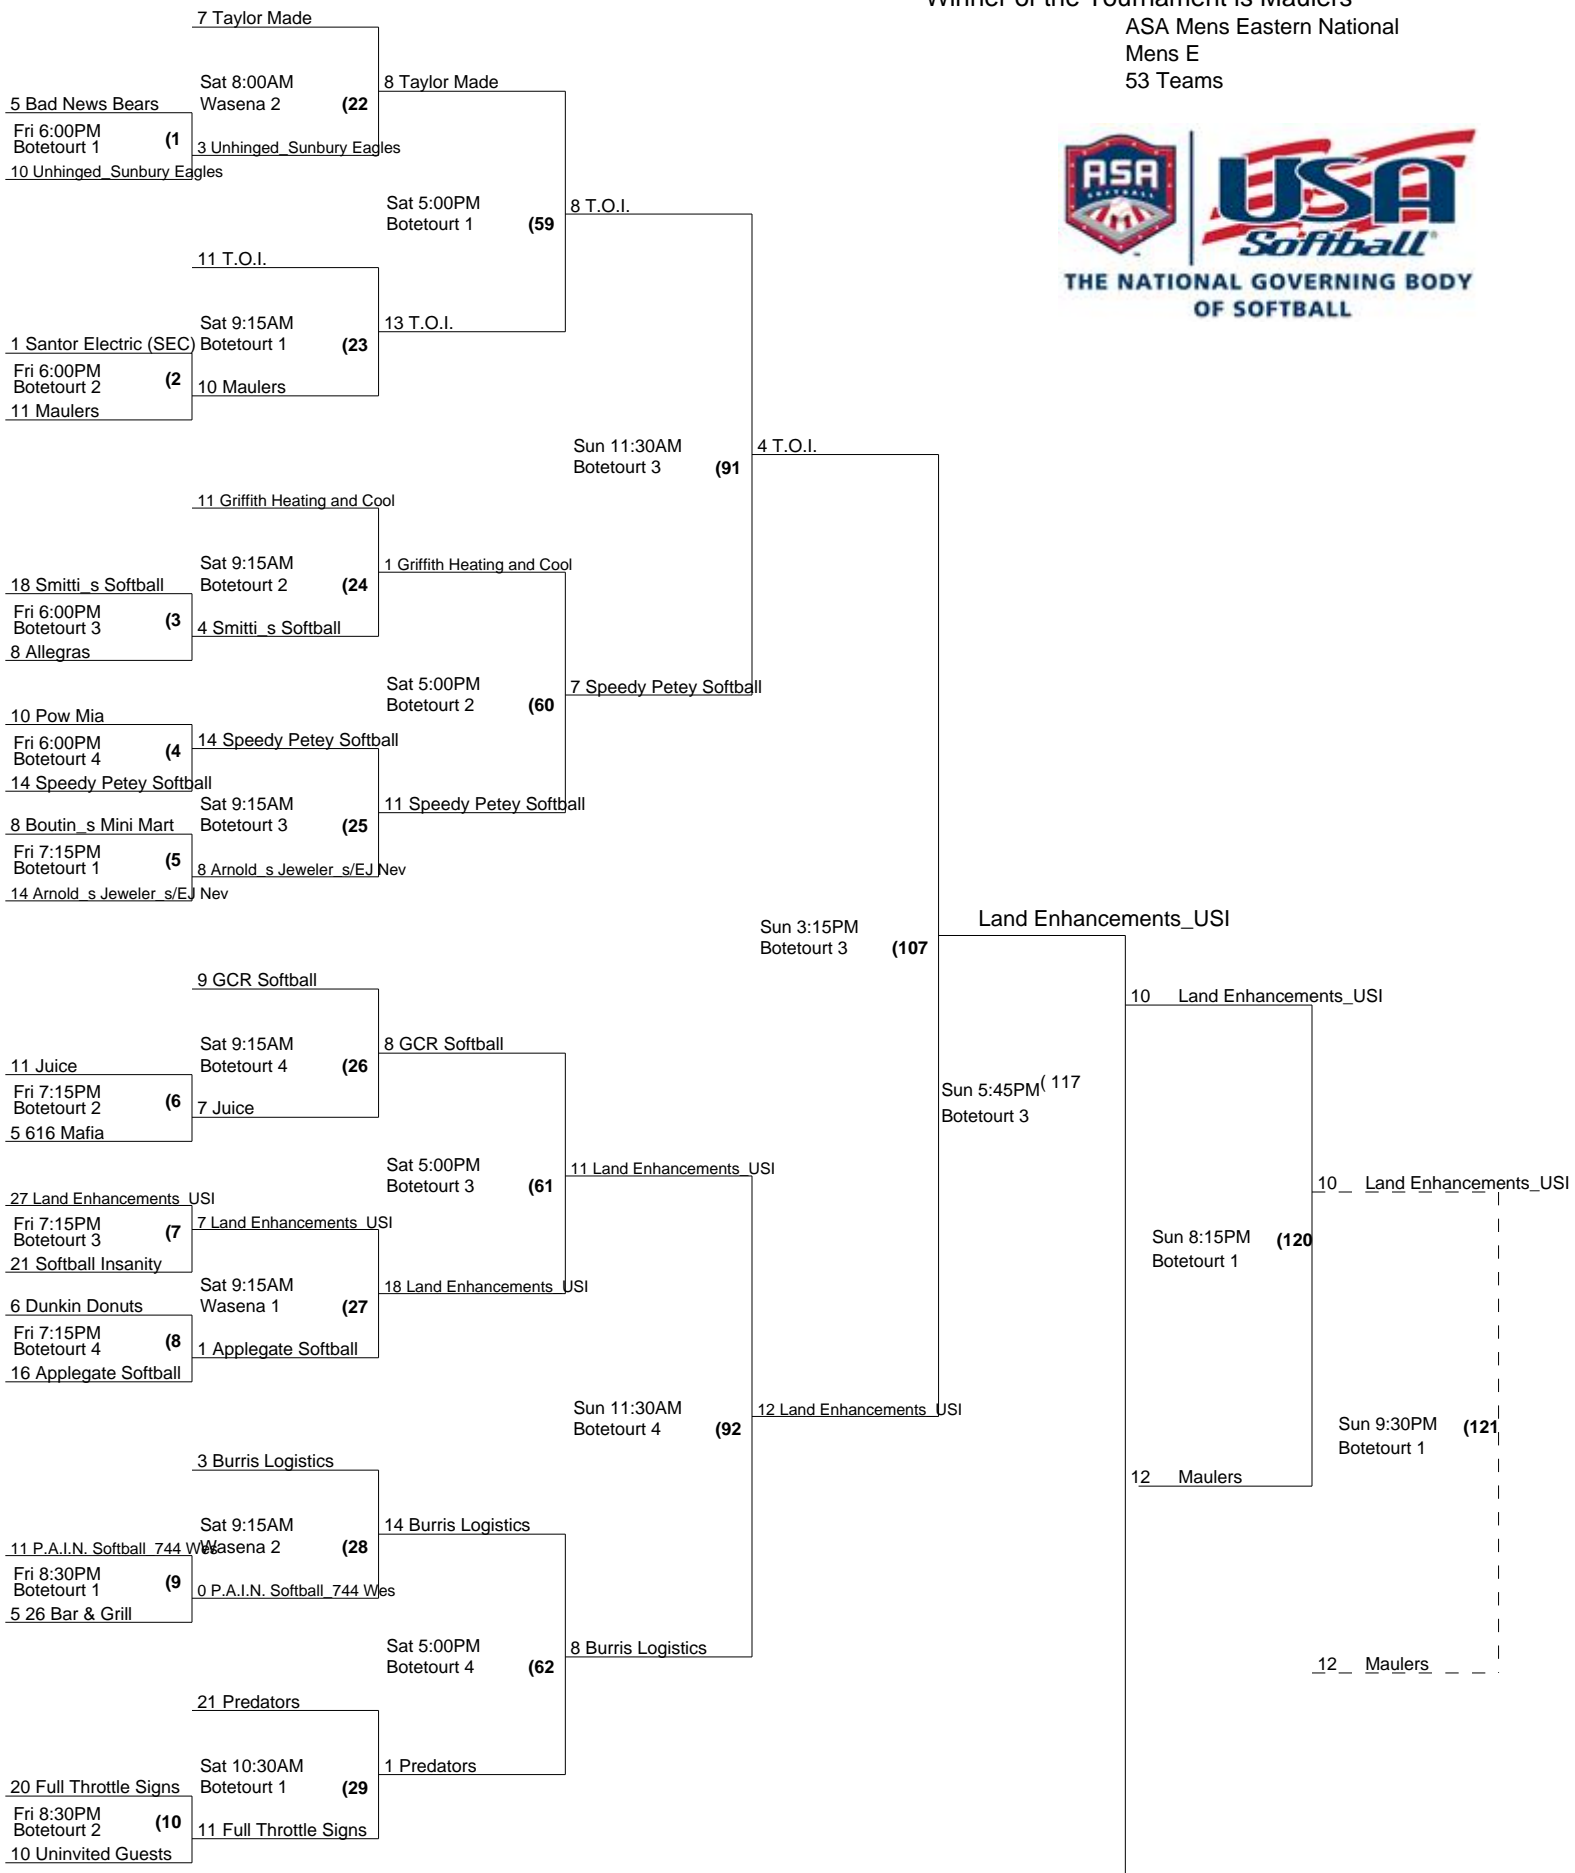 Winner of the Tournament is Maulers
ASA Mens Eastern National
Mens E
53 Teams
ASA
SOFTBALL
USA
Softball
THE NATIONAL GOVERNING BODY
OF SOFTBALL
7 Taylor Made
Sat 8:00AM
Wasena 2 (22
8 Taylor Made
5 Bad News Bears
Fri 6:00PM
Botetourt 1 (1
3 Unhinged_Sunbury Eagles
10 Unhinged_Sunbury Eagles
Sat 5:00PM
Botetourt 1 (59
8 T.O.I.
11 T.O.I.
Sat 9:15AM
Botetourt 1 (23
13 T.O.I.
1 Santor Electric (SEC)
Fri 6:00PM
Botetourt 2 (2
10 Maulers
11 Maulers
Sun 11:30AM
Botetourt 3 (91
4 T.O.I.
11 Griffith Heating and Cool
Sat 9:15AM
Botetourt 2 (24
1 Griffith Heating and Cool
18 Smitti_s Softball
Fri 6:00PM
Botetourt 3 (3
4 Smitti_s Softball
8 Allegras
Sat 5:00PM
Botetourt 2 (60
7 Speedy Petey Softball
10 Pow Mia
Fri 6:00PM
Botetourt 4 (4
14 Speedy Petey Softball
14 Speedy Petey Softball
Sat 9:15AM
Botetourt 3 (25
11 Speedy Petey Softball
8 Boutin_s Mini Mart
Fri 7:15PM
Botetourt 1 (5
8 Arnold_s Jeweler_s/EJ Nev
14 Arnold_s Jeweler_s/EJ Nev
Sun 3:15PM
Botetourt 3 (107
Land Enhancements_USI
9 GCR Softball
Sat 9:15AM
Botetourt 4 (26
8 GCR Softball
11 Juice
Fri 7:15PM
Botetourt 2 (6
7 Juice
5 616 Mafia
10 Land Enhancements_USI
Sun 5:45PM ( 117
Botetourt 3
Sat 5:00PM
Botetourt 3 (61
11 Land Enhancements_USI
10 Land Enhancements_USI
27 Land Enhancements_USI
Fri 7:15PM
Botetourt 3 (7
7 Land Enhancements_USI
21 Softball Insanity
Sat 9:15AM
Wasena 1 (27
18 Land Enhancements_USI
Sun 8:15PM
Botetourt 1 (120
6 Dunkin Donuts
Fri 7:15PM
Botetourt 4 (8
1 Applegate Softball
16 Applegate Softball
Sun 11:30AM
Botetourt 4 (92
12 Land Enhancements_USI
Sun 9:30PM
Botetourt 1 (121
12 Maulers
3 Burris Logistics
Sat 9:15AM
Wasena 2 (28
14 Burris Logistics
11 P.A.I.N. Softball_744 Wes
Fri 8:30PM
Botetourt 1 (9
0 P.A.I.N. Softball_744 Wes
5 26 Bar & Grill
Sat 5:00PM
Botetourt 4 (62
8 Burris Logistics
12 Maulers
21 Predators
Sat 10:30AM
Botetourt 1 (29
1 Predators
20 Full Throttle Signs
Fri 8:30PM
Botetourt 2 (10
11 Full Throttle Signs
10 Uninvited Guests